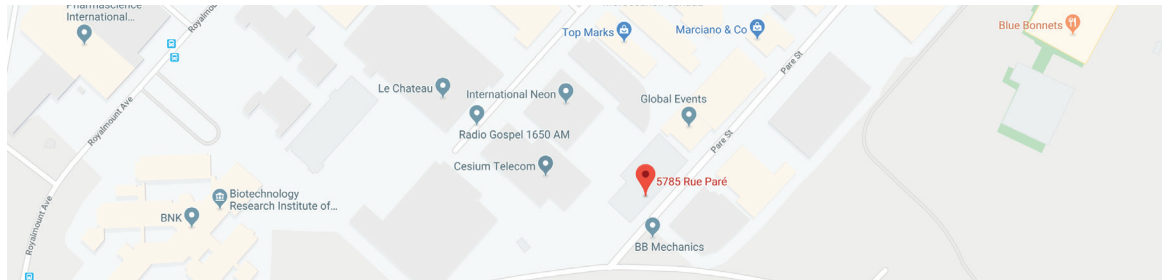 Pharmascience
International...
Royalmount Ave
Top Marks
Marciano & Co
Blue Bonnets
Pare St
Le Chateau
International Neon
Global Events
Royalmount Ave
Radio Gospel 1650 AM
Pare St
Cesium Telecom
5785 Rue Paré
Biotechnology
Research Institute of...
BNK
Royalmount Ave
BB Mechanics